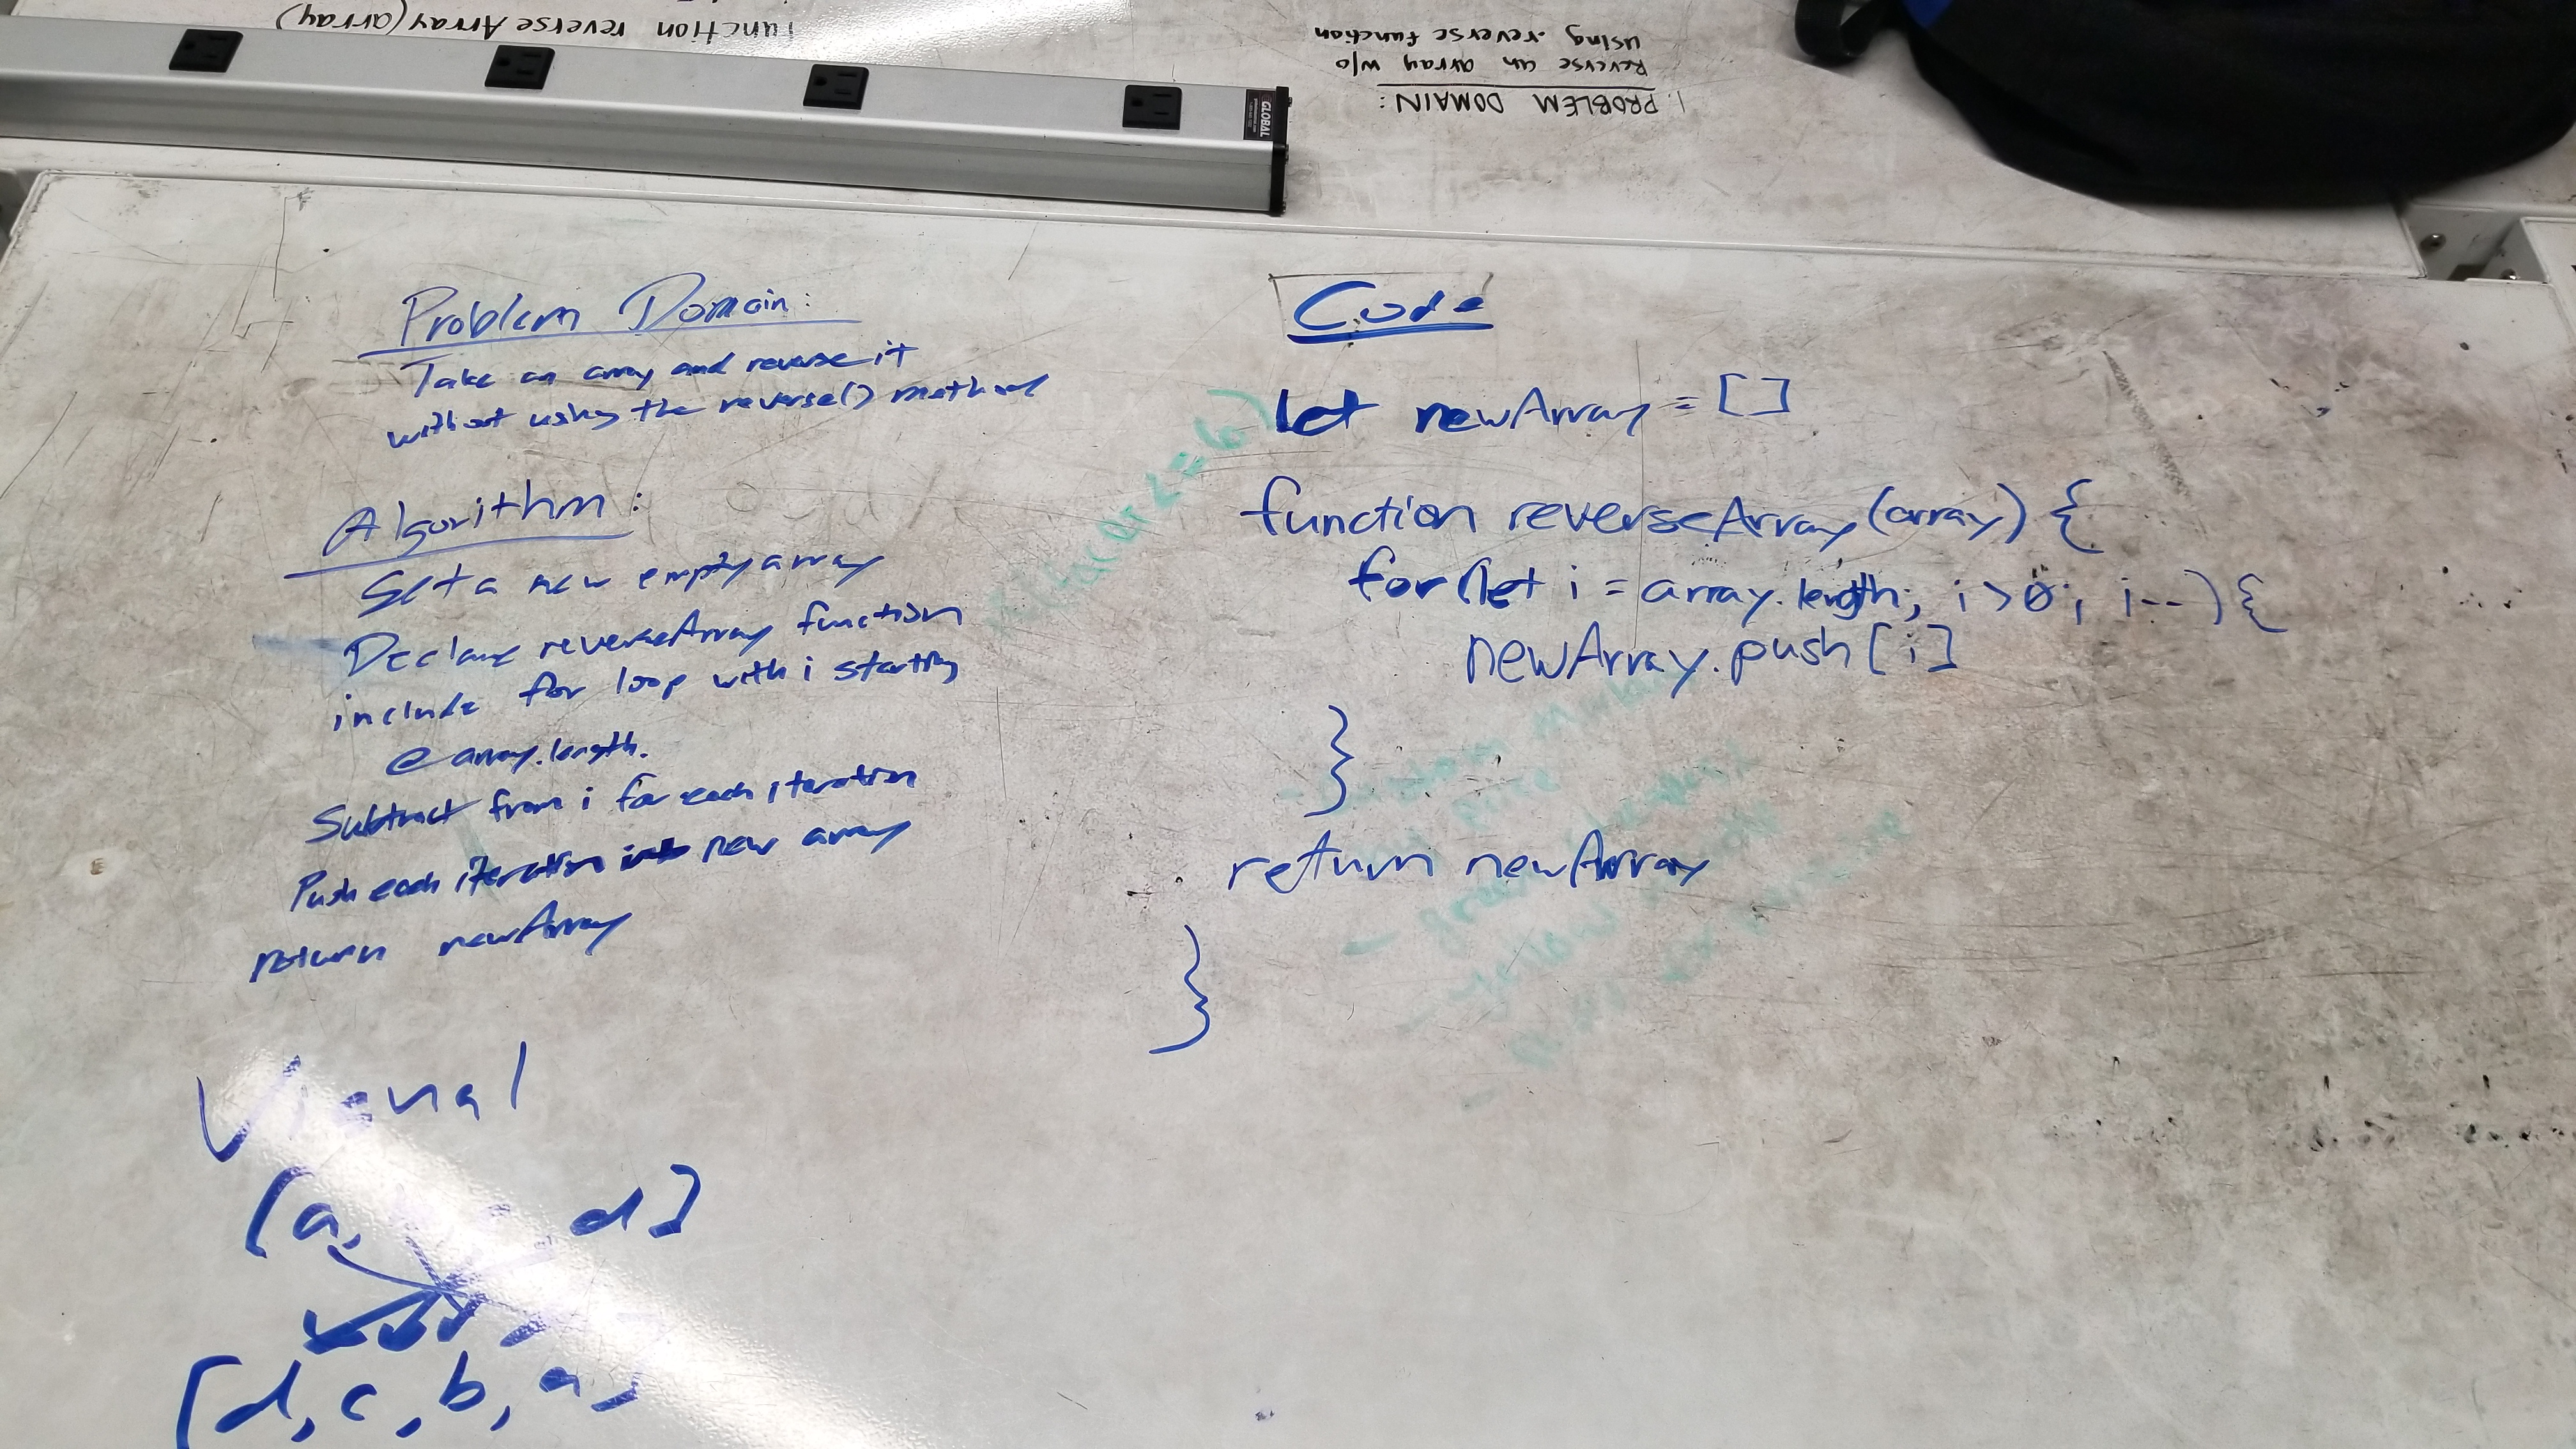 function reverseArray(array)
1. PROBLEM DOMAIN:
Reverse an array w/o
using .reverse function
GLOBAL
Problem Domain:
Take an array and reverse it
without using the reverse() method
Algorithm:
Set a new empty array
Declare reverseArray function
include for loop with i starting
@ array.length.
Subtract from i for each iteration
Push each iteration into new array
return newArray
Visual
[a, d]
[d, c, b, a,
Code
let newArray = []
function reverseArray(array) {
for(let i = array.length; i > 0; i--) {
newArray.push[i]
}
return newArray
}